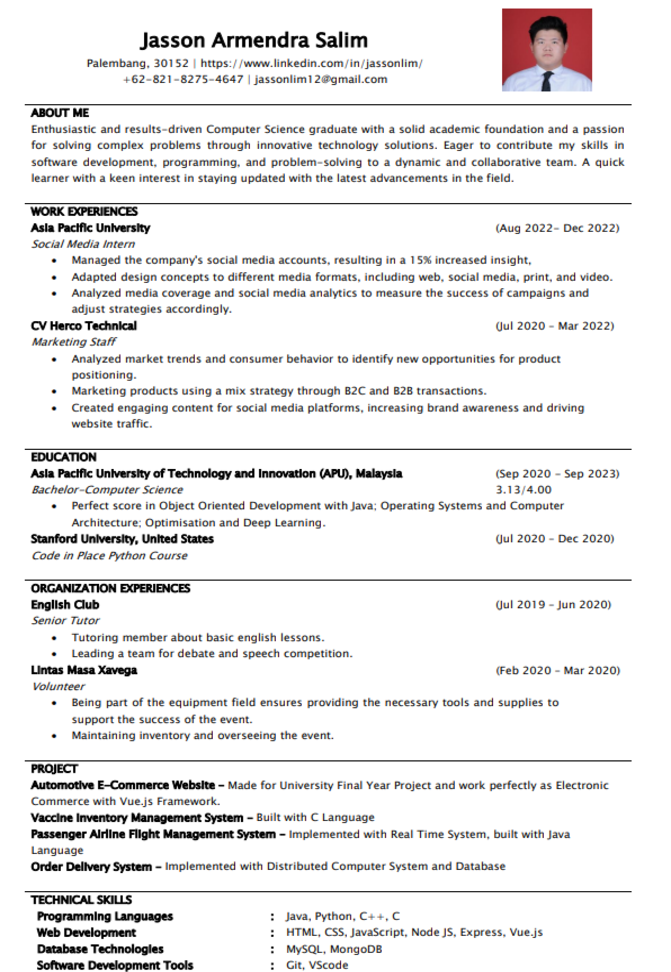 Jasson Armendra Salim
Palembang, 30152 | https://www.linkedin.com/in/jassonlim/
+62-821-8275-4647 | jassonlim12@gmail.com
ABOUT ME
Enthusiastic and results-driven Computer Science graduate with a solid academic foundation and a passion
for solving complex problems through innovative technology solutions. Eager to contribute my skills in
software development, programming, and problem-solving to a dynamic and collaborative team. A quick
learner with a keen interest in staying updated with the latest advancements in the field.
WORK EXPERIENCES
Asia Pacific University (Aug 2022- Dec 2022)
Social Media Intern
• Managed the company's social media accounts, resulting in a 15% increased insight,
• Adapted design concepts to different media formats, including web, social media, print, and video.
• Analyzed media coverage and social media analytics to measure the success of campaigns and
adjust strategies accordingly.
CV Herco Technical (Jul 2020 - Mar 2022)
Marketing Staff
• Analyzed market trends and consumer behavior to identify new opportunities for product
positioning.
• Marketing products using a mix strategy through B2C and B2B transactions.
• Created engaging content for social media platforms, increasing brand awareness and driving
website traffic.
EDUCATION
Asia Pacific University of Technology and Innovation (APU), Malaysia (Sep 2020 - Sep 2023)
Bachelor-Computer Science 3.13/4.00
• Perfect score in Object Oriented Development with Java; Operating Systems and Computer
Architecture; Optimisation and Deep Learning.
Stanford University, United States (Jul 2020 - Dec 2020)
Code in Place Python Course
ORGANIZATION EXPERIENCES
English Club (Jul 2019 - Jun 2020)
Senior Tutor
• Tutoring member about basic english lessons.
• Leading a team for debate and speech competition.
Lintas Masa Xavega (Feb 2020 - Mar 2020)
Volunteer
• Being part of the equipment field ensures providing the necessary tools and supplies to
support the success of the event.
• Maintaining inventory and overseeing the event.
PROJECT
Automotive E-Commerce Website – Made for University Final Year Project and work perfectly as Electronic
Commerce with Vue.js Framework.
Vaccine Inventory Management System – Built with C Language
Passenger Airline Flight Management System – Implemented with Real Time System, built with Java
Language
Order Delivery System – Implemented with Distributed Computer System and Database
TECHNICAL SKILLS
Programming Languages : Java, Python, C++, C
Web Development : HTML, CSS, JavaScript, Node JS, Express, Vue.js
Database Technologies : MySQL, MongoDB
Software Development Tools : Git, VScode